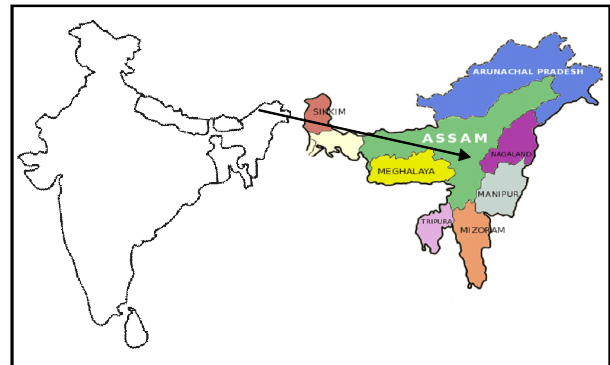 ARUNACHAL PRADESH
SIKKIM
ASSAM
NAGALAND
MEGHALAYA
MANIPUR
TRIPURA
MIZORAM